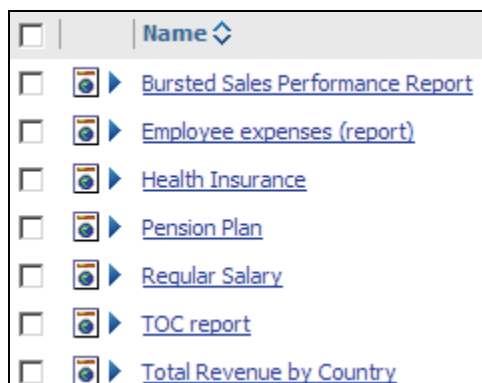 Name
Bursted Sales Performance Report
Employee expenses (report)
Health Insurance
Pension Plan
Regular Salary
TOC report
Total Revenue by Country